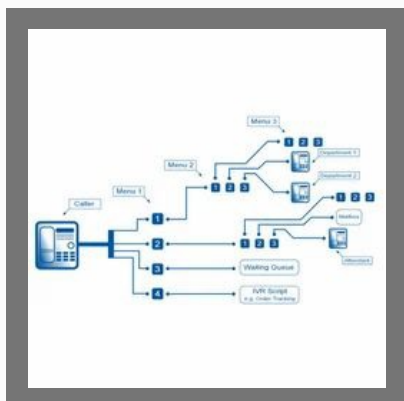 Menu 3
1 2 3
Department 1
Menu 2
1 2 3
Department 2
Menu 1
1 2 3
Caller
1
Mailbox
2
1 2 3
3
Waiting Queue
Attendant
4
IVR Script
e.g. Order Tracking